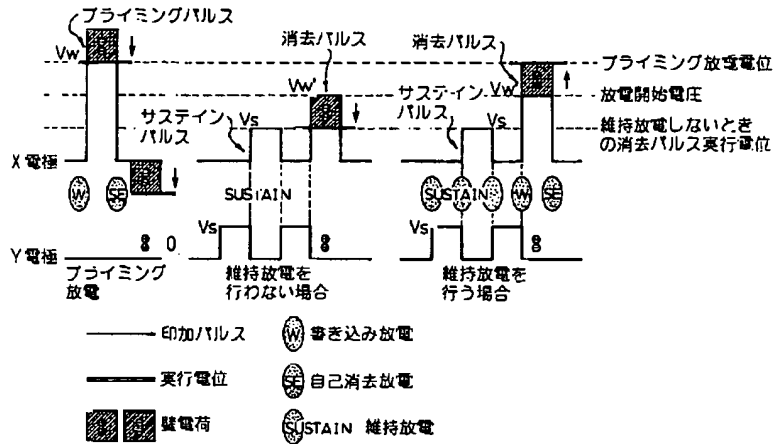 プライミングパルス
Vw
消去パルス
Vw'
サステイン
パルス
Vs
消去パルス
Vw'
サステイン
パルス
Vs
プライミング放電電位
放電開始電圧
維持放電しないとき
の消去パルス実行電位
X電極
W
SE
SUSTAIN
SUSTAIN
W
SE
Vs
Vs
Y電極
0
プライミング
放電
維持放電を
行わない場合
維持放電を
行う場合
印加パルス
W 書き込み放電
実行電位
SE 自己消去放電
壁電荷
SUSTAIN 維持放電